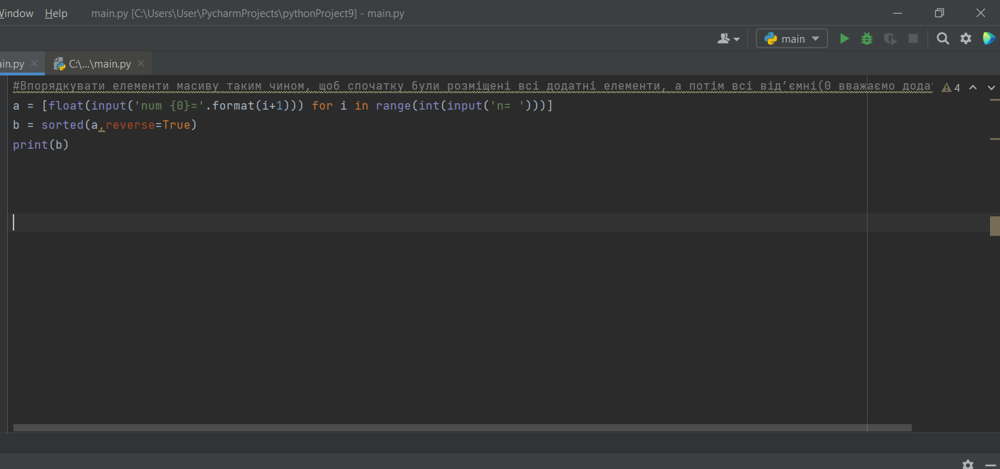 Window Help main.py [C:\Users\User\PycharmProjects\pythonProject9] - main.py
main
ain.py C:\...\main.py
#Впорядкувати елементи масиву таким чином, щоб спочатку були розміщені всі додатні елементи, а потім всі від’ємні(0 вважаємо дода
4
a = [float(input('num {0}='.format(i+1))) for i in range(int(input('n= ')))]
b = sorted(a,reverse=True)
print(b)